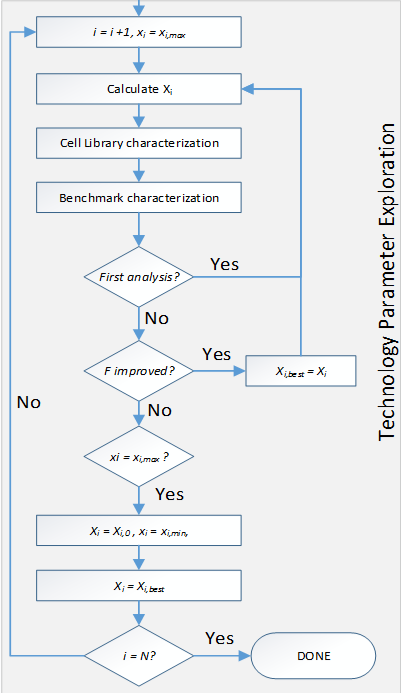 i = i +1, xi = xi,max
Calculate Xi
Cell Library characterization
Benchmark characterization
First analysis?
Yes
No
F improved?
Yes
Xi,best = Xi
No
No
xi = xi,max ?
Yes
Xi = Xi,0 , xi = xi,min,
Xi = Xi,best
i = N?
Yes
DONE
Technology Parameter Exploration